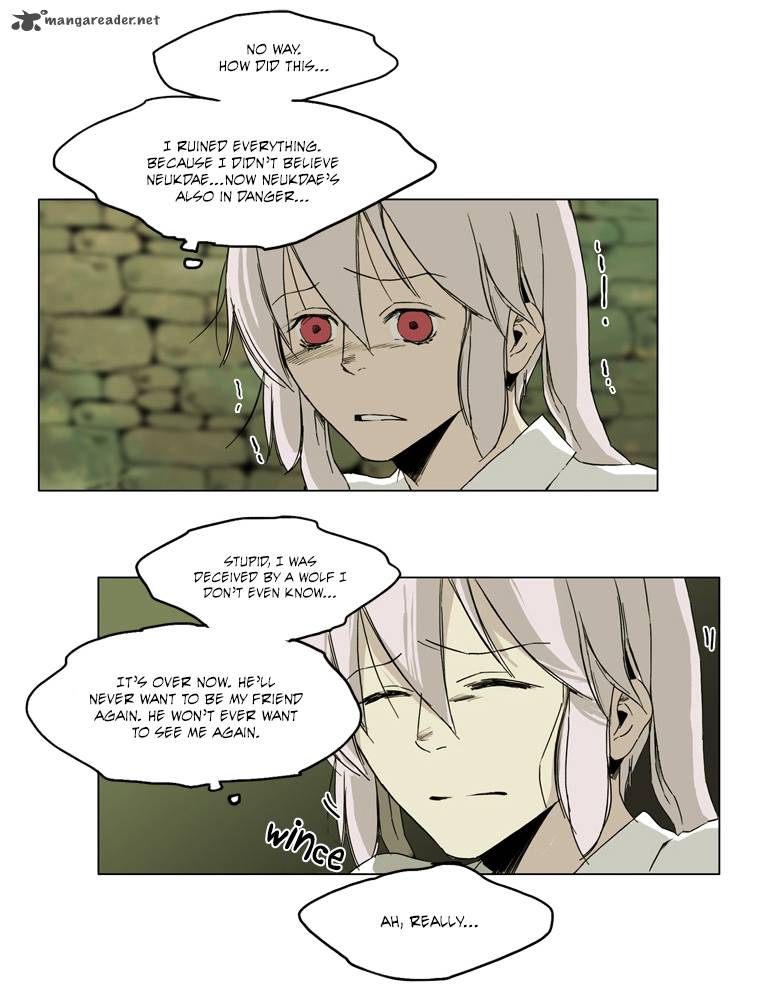 mangareader.net
NO WAY.
HOW DID THIS...
I RUINED EVERYTHING.
BECAUSE I DIDN'T BELIEVE
NEUKDAE...NOW NEUKDAE'S
ALSO IN DANGER...
STUPID, I WAS
DECEIVED BY A WOLF I
DON'T EVEN KNOW...
IT'S OVER NOW. HE'LL
NEVER WANT TO BE MY FRIEND
AGAIN. HE WON'T EVER WANT
TO SEE ME AGAIN.
wince
AH, REALLY...